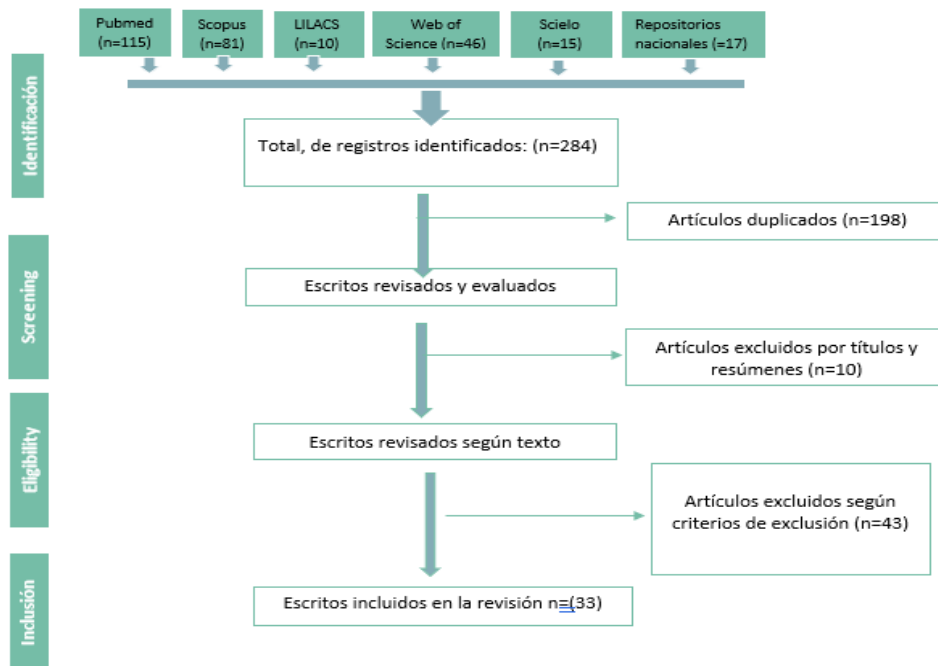 Pubmed
(n=115)
Scopus
(n=81)
LILACS
(n=10)
Web of
Science (n=46)
Scielo
(n=15)
Repositorios
nacionales (=17)
Identificación
Total, de registros identificados: (n=284)
Artículos duplicados (n=198)
Screening
Escritos revisados y evaluados
Artículos excluidos por títulos y
resúmenes (n=10)
Eligibility
Escritos revisados según texto
Artículos excluidos según
criterios de exclusión (n=43)
Inclusión
Escritos incluidos en la revisión n=(33)